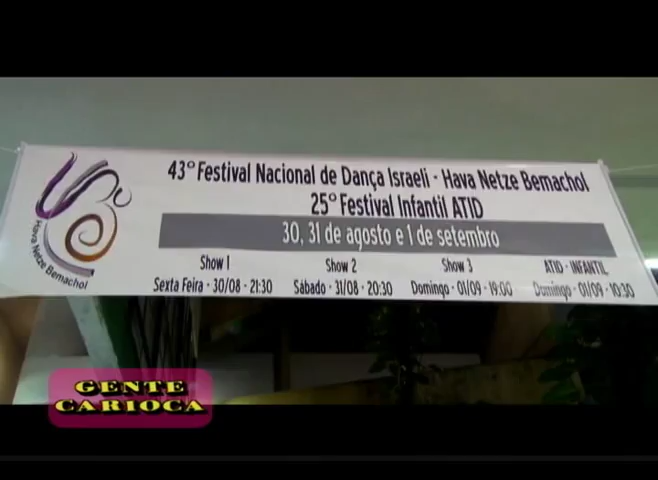 43º Festival Nacional de Dança Israeli - Hava Netze Bemachol
25º Festival Infantil ATID
30, 31 de agosto e 1 de setembro
Show 1 Show 2 Show 3 ATID - INFANTIL
Sexta Feira - 30/08 - 21:30 Sábado - 31/08 - 20:30 Domingo - 01/09 - 19:00 Domingo - 01/09 - 10:30
Hava Netze Bemachol
GENTE
CARIOCA